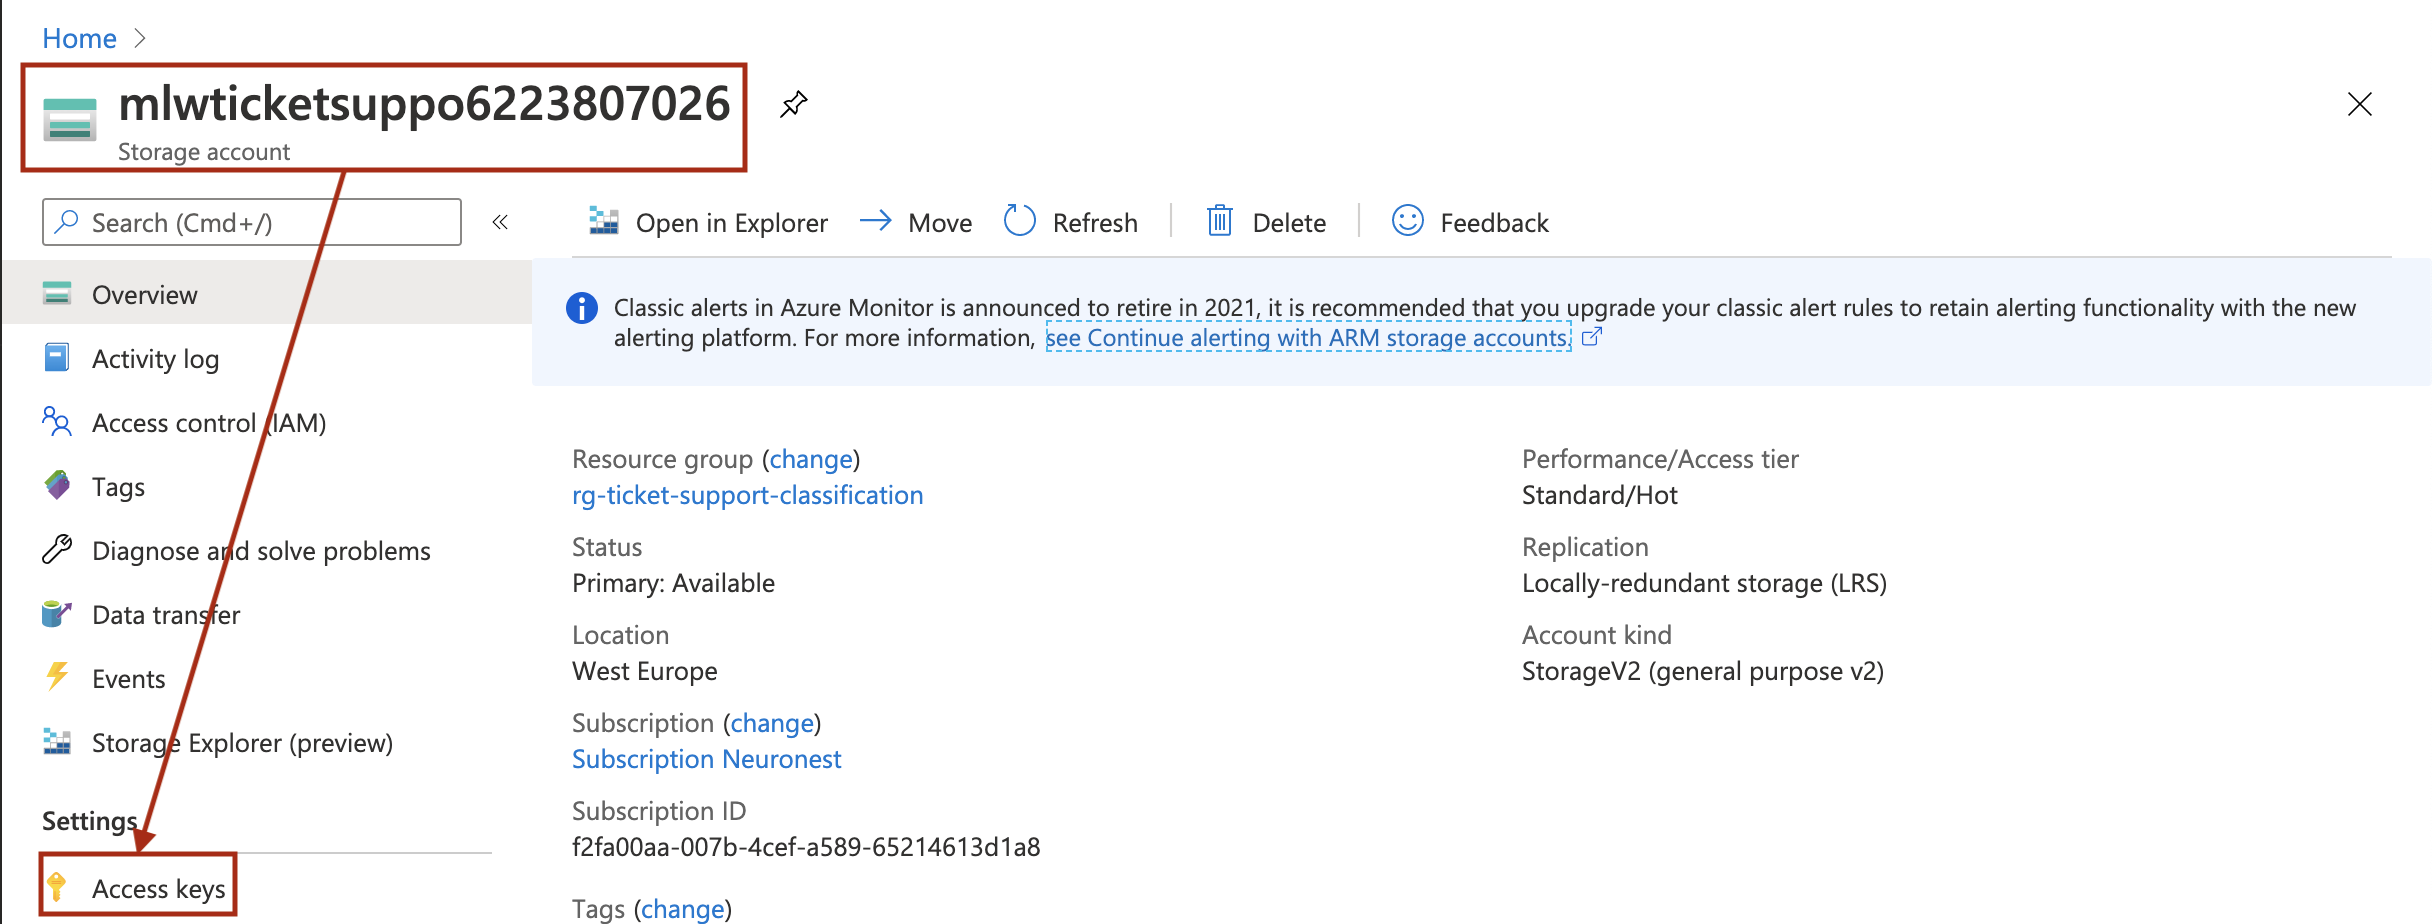 Home
mlwticketsuppo6223807026
Storage account
Search (Cmd+/)
«
Open in Explorer
Move
Refresh
Delete
Feedback
Overview
Activity log
Access control (IAM)
Tags
Diagnose and solve problems
Data transfer
Events
Storage Explorer (preview)
Settings
Access keys
Classic alerts in Azure Monitor is announced to retire in 2021, it is recommended that you upgrade your classic alert rules to retain alerting functionality with the new
alerting platform. For more information, see Continue alerting with ARM storage accounts.
Resource group (change)
rg-ticket-support-classification
Status
Primary: Available
Location
West Europe
Subscription (change)
Subscription Neuronest
Subscription ID
f2fa00aa-007b-4cef-a589-65214613d1a8
Tags (change)
Performance/Access tier
Standard/Hot
Replication
Locally-redundant storage (LRS)
Account kind
StorageV2 (general purpose v2)